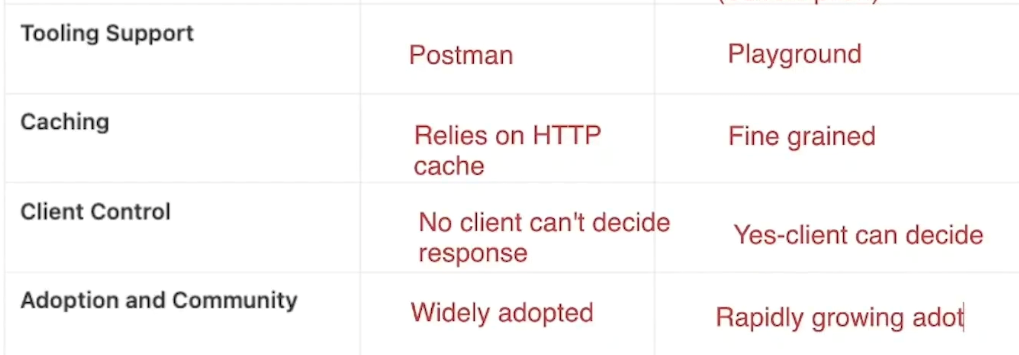 Tooling Support
Postman
Playground
Caching
Relies on HTTP
cache
Fine grained
Client Control
No client can't decide
response
Yes-client can decide
Adoption and Community
Widely adopted
Rapidly growing adot